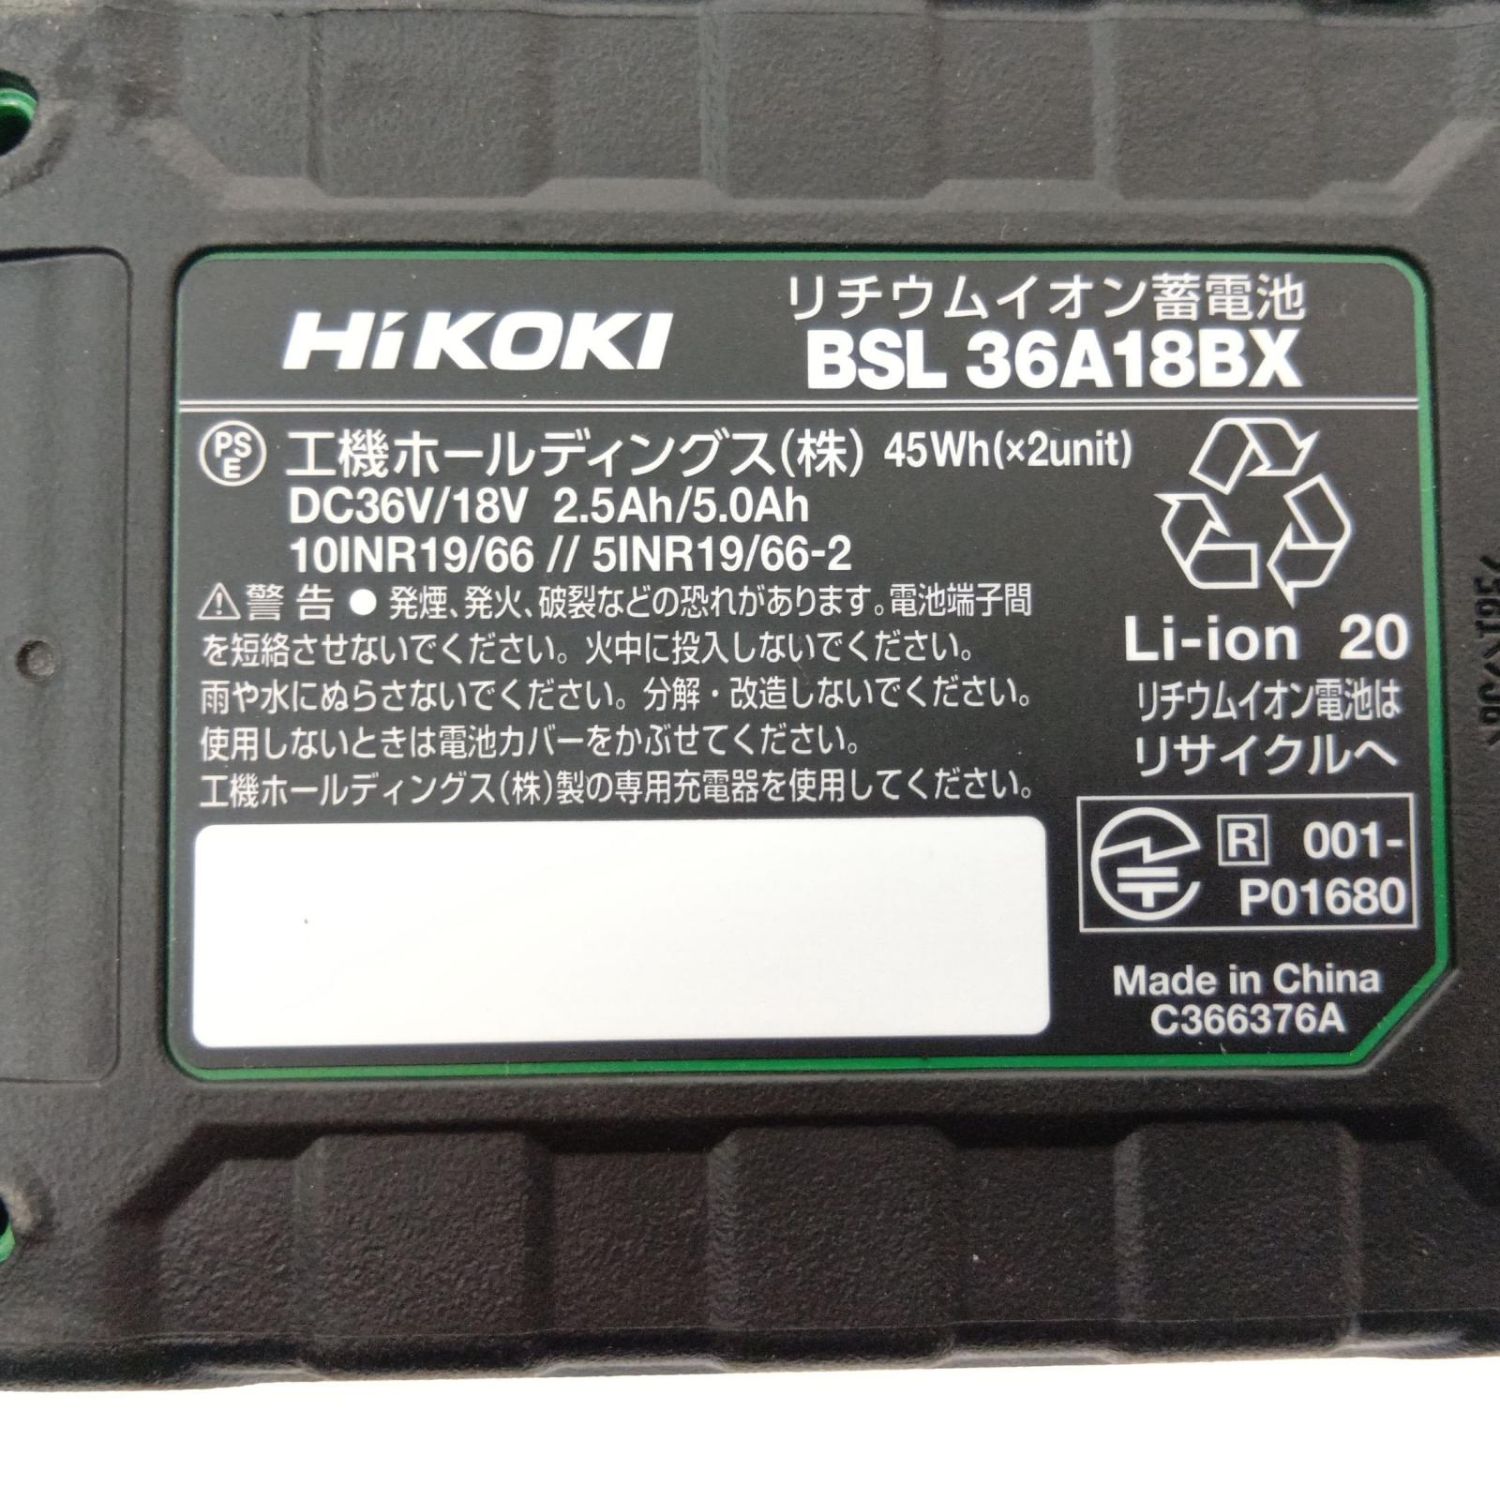 HiKOKI
リチウムイオン蓄電池
BSL 36A18BX
PS
E
工機ホールディングス(株) 45Wh(×2unit)
DC36V/18V 2.5Ah/5.0Ah
10INR19/66 // 5INR19/66-2
⚠警告 ● 発煙、発火、破裂などの恐れがあります。電池端子間
を短絡させないでください。火中に投入しないでください。
雨や水にぬらさないでください。分解・改造しないでください。
使用しないときは電池カバーをかぶせてください。
工機ホールディングス(株)製の専用充電器を使用してください。
Li-ion 20
リチウムイオン電池は
リサイクルへ
R 001-
P01680
Made in China
C366376A